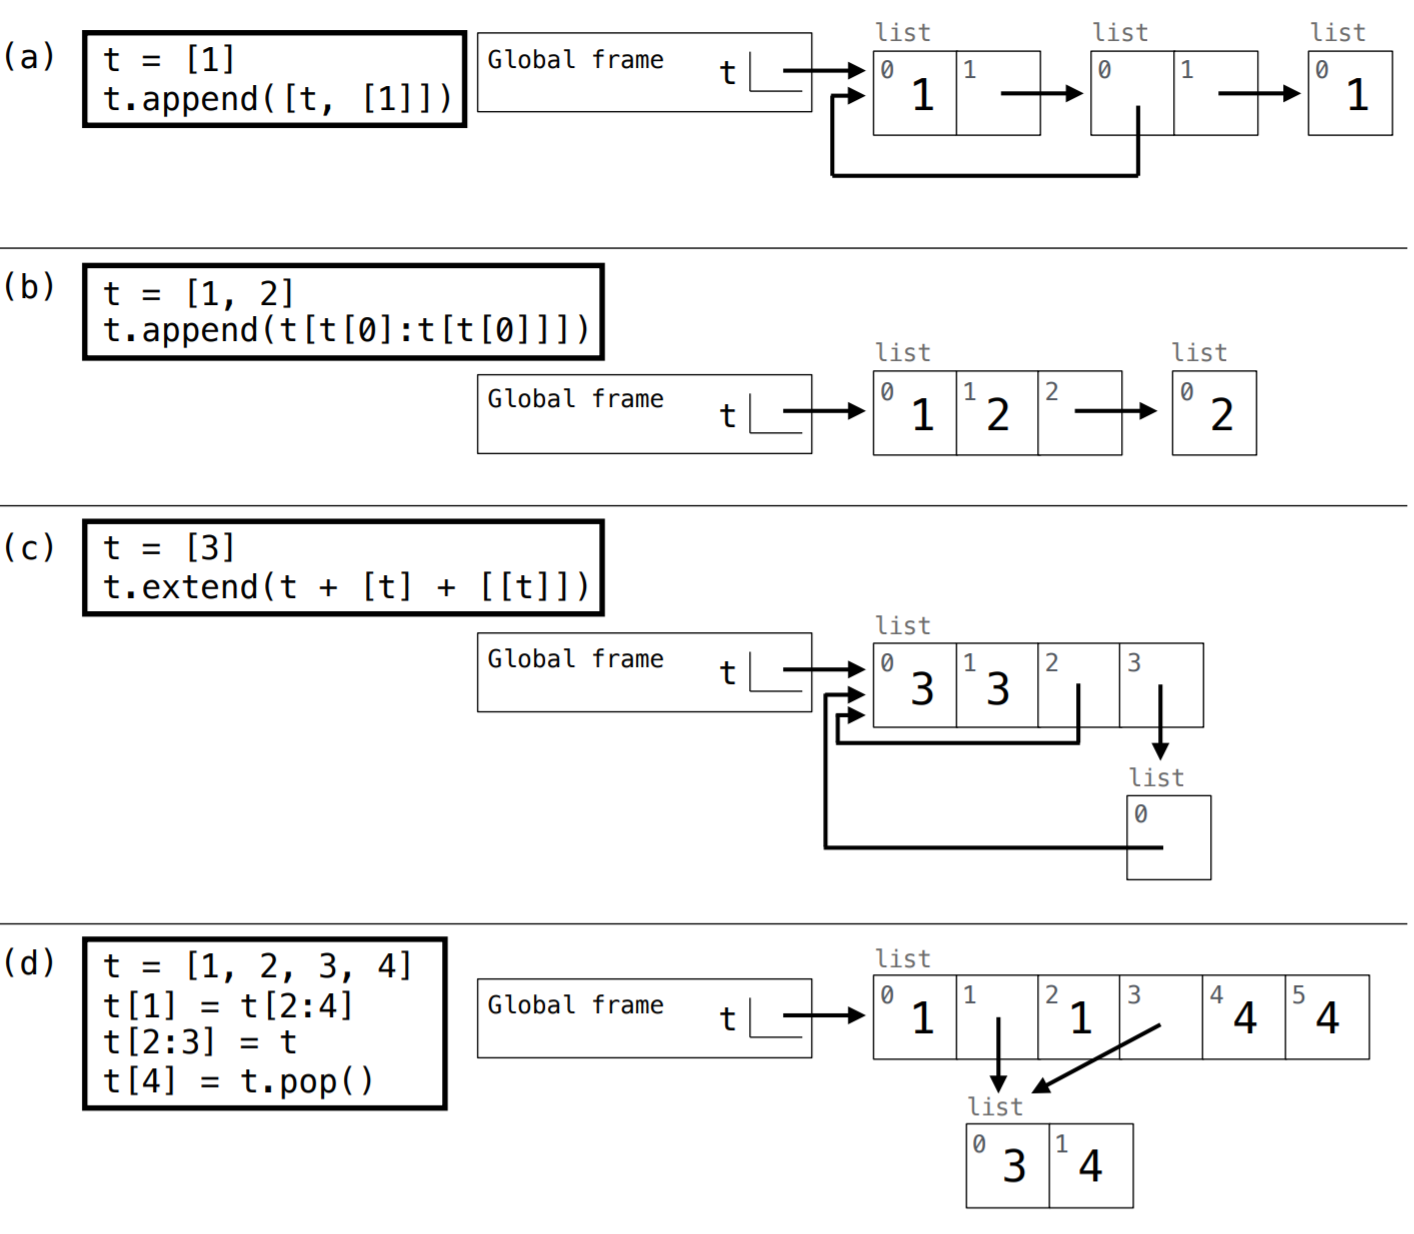 (a)
t = [1]
t.append([t, [1]])
Global frame t
list list list
0 1 1 0 1 0 1
(b)
t = [1, 2]
t.append(t[t[0]:t[t[0]]])
Global frame t
list list
0 1 1 2 2 0 2
(c)
t = [3]
t.extend(t + [t] + [[t]])
Global frame t
list
0 3 1 3 2 3
list
0
(d)
t = [1, 2, 3, 4]
t[1] = t[2:4]
t[2:3] = t
t[4] = t.pop()
Global frame t
list
0 1 1 2 1 3 4 4 5 4
list
0 3 1 4